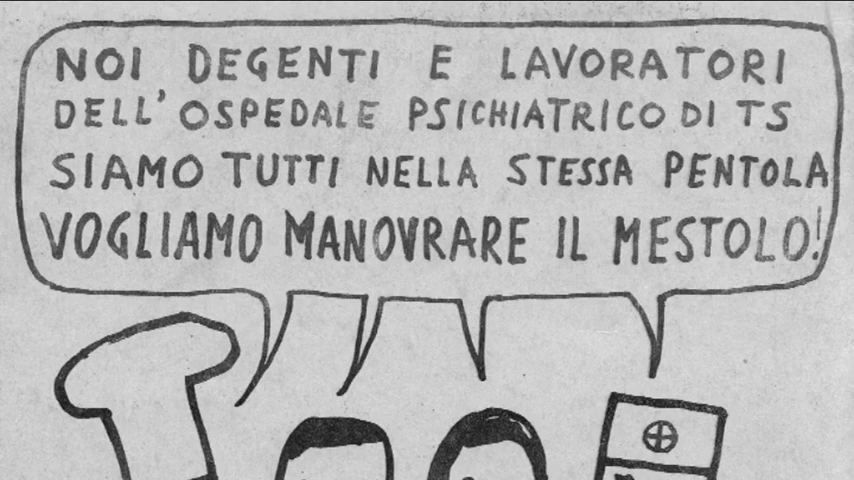 NOI DEGENTI E LAVORATORI
DELL' OSPEDALE PSICHIATRICO DI TS
SIAMO TUTTI NELLA STESSA PENTOLA
VOGLIAMO MANOVRARE IL MESTOLO!